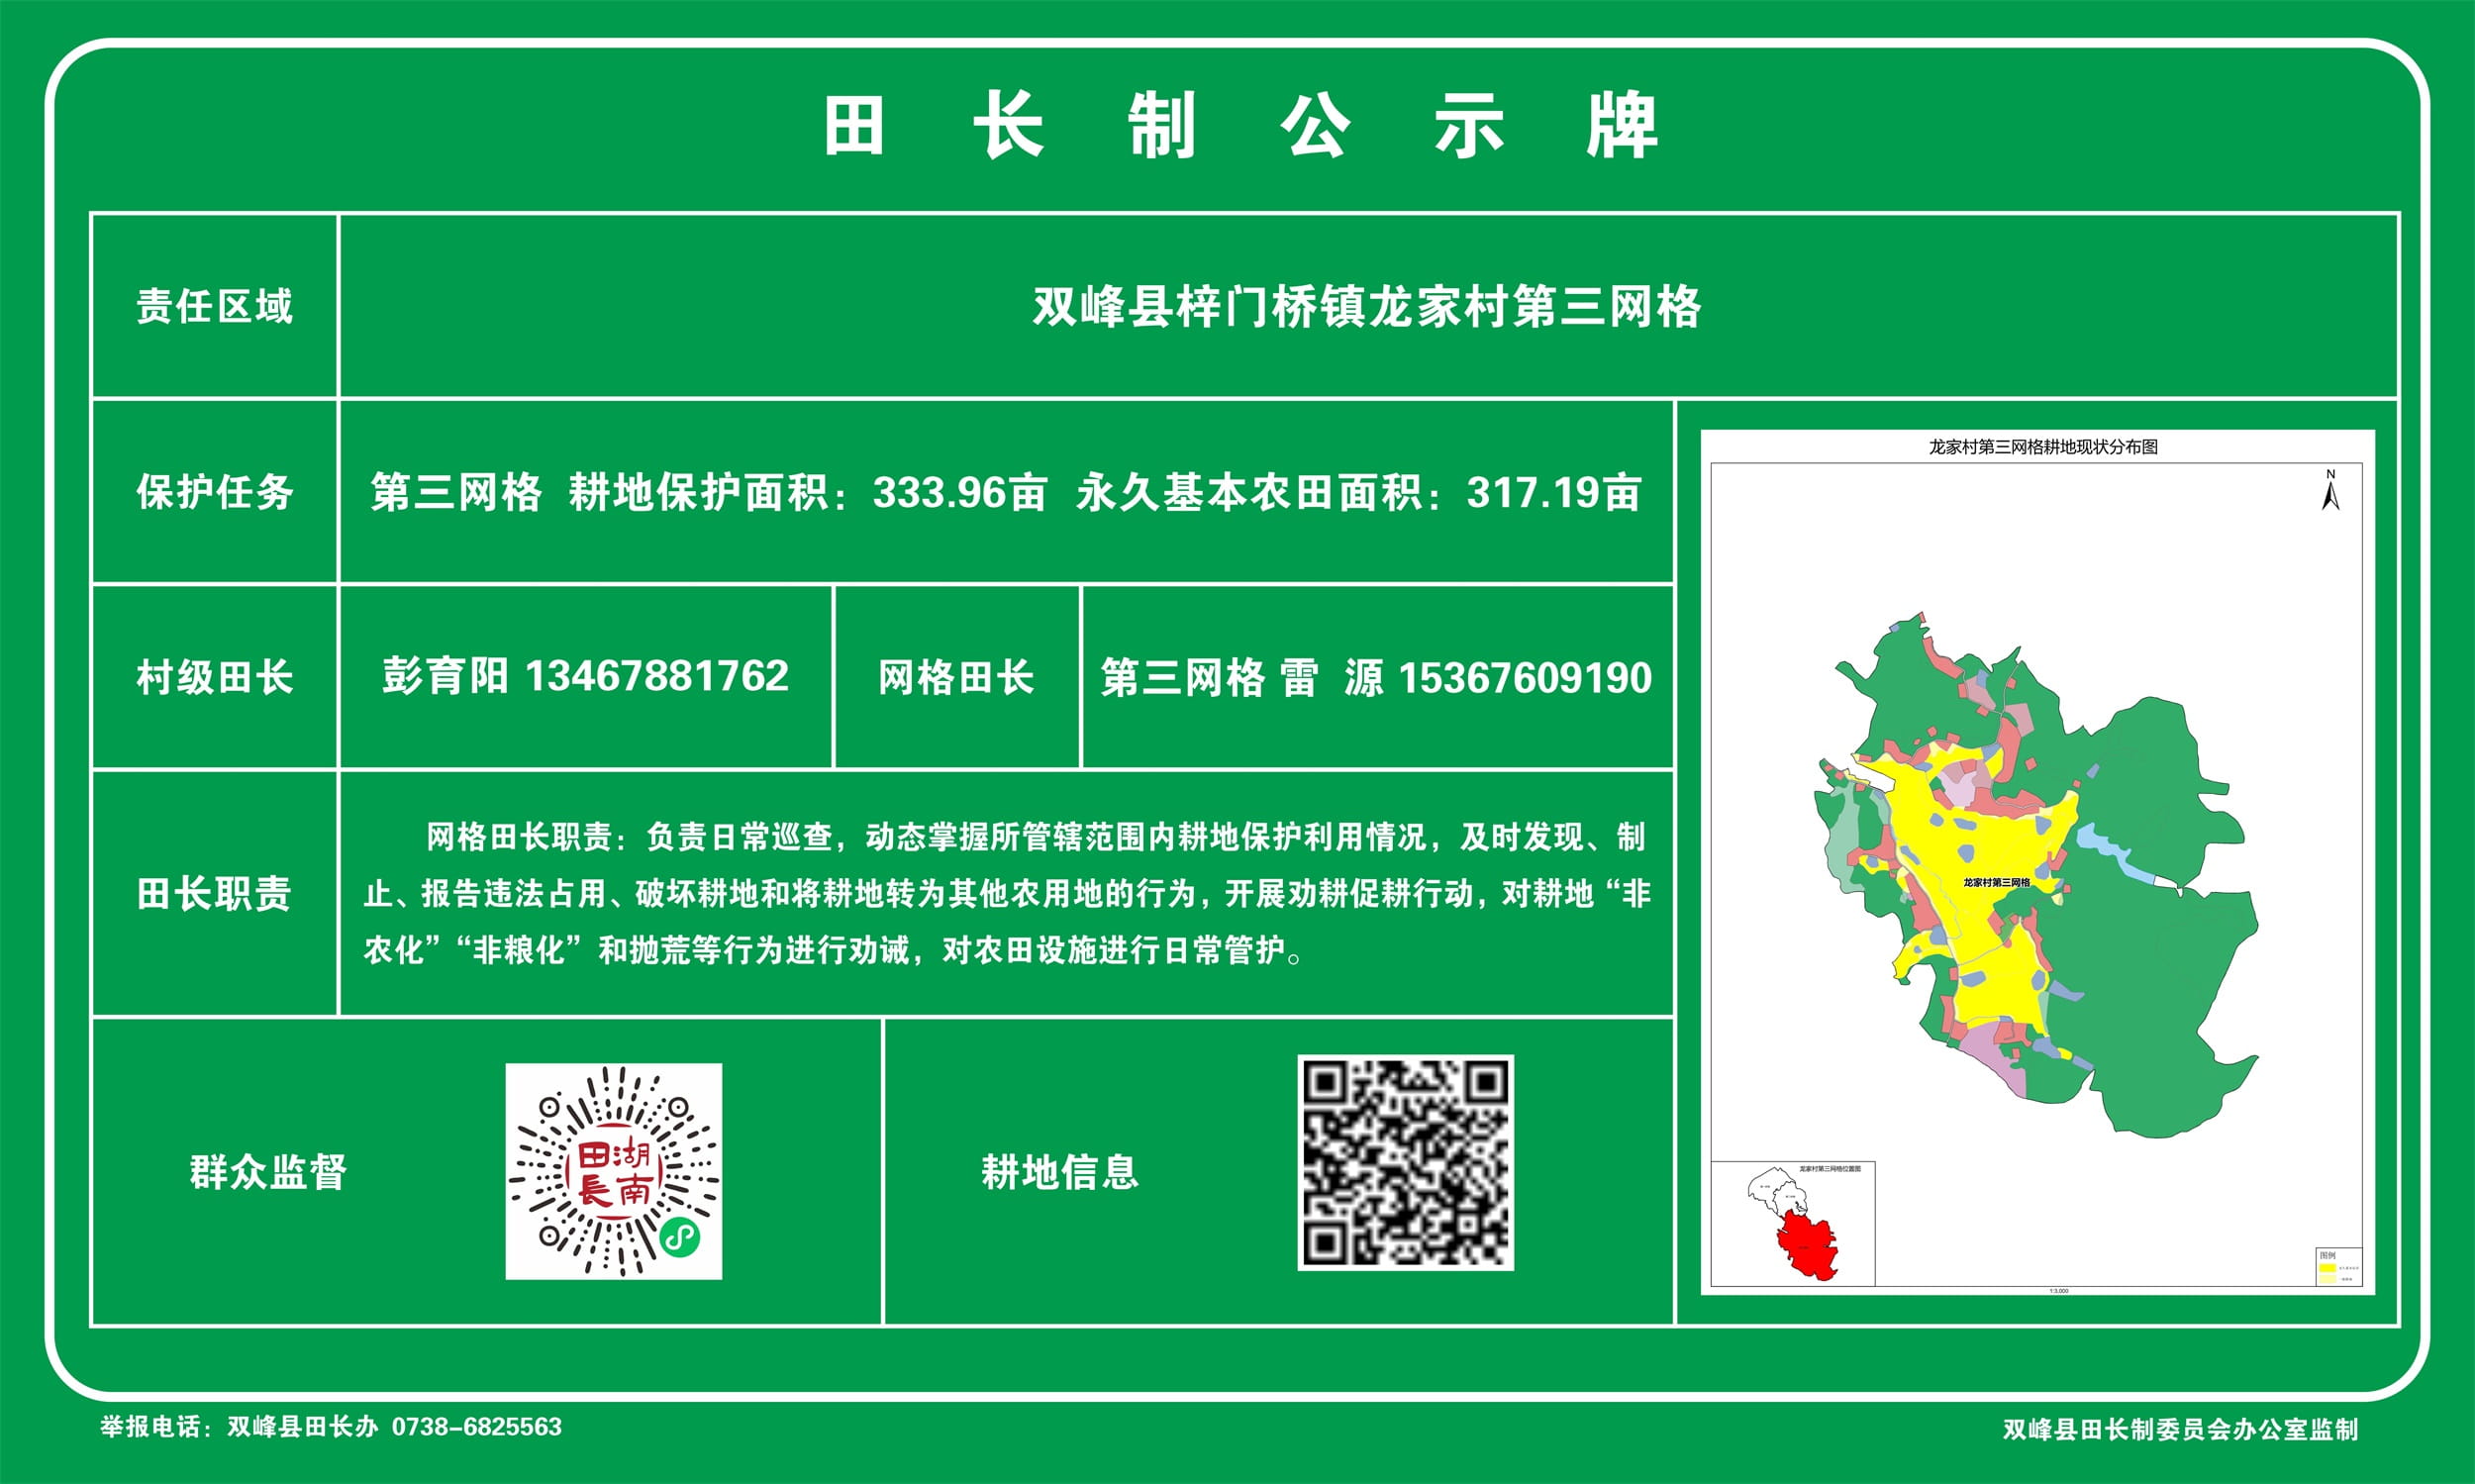 田长制公示牌
责任区域
双峰县梓门桥镇龙家村第三网格
保护任务
第三网格 耕地保护面积：333.96亩 永久基本农田面积：317.19亩
村级田长
彭育阳 13467881762
网格田长
第三网格 雷 源 15367609190
田长职责
网格田长职责：负责日常巡查，动态掌握所管辖范围内耕地保护利用情况，及时发现、制
止、报告违法占用、破坏耕地和将耕地转为其他农用地的行为，开展劝耕促耕行动，对耕地“非
农化”“非粮化”和抛荒等行为进行劝诫，对农田设施进行日常管护。
群众监督
湖南
田長
耕地信息
龙家村第三网格耕地现状分布图
N
龙家村第三网格
龙家村第三网格位置图
图例
1:3,000
举报电话：双峰县田长办 0738-6825563
双峰县田长制委员会办公室监制